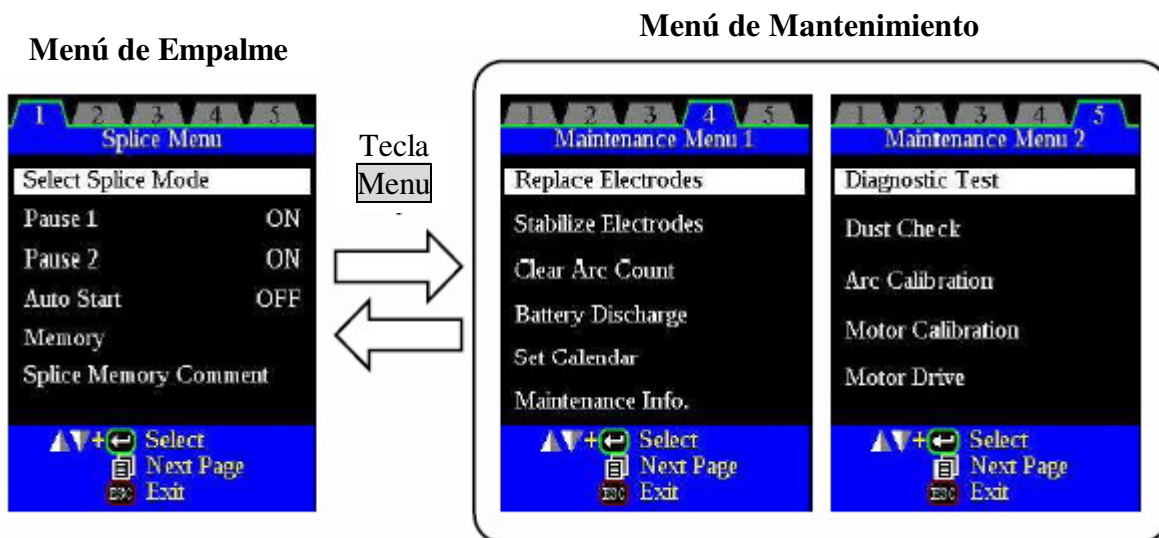 Menú de Empalme
Menú de Mantenimiento
1 2 3 4 5
Splice Menu
Select Splice Mode
Pause 1 ON
Pause 2 ON
Auto Start OFF
Memory
Splice Memory Comment
Select
Next Page
ESC Exit
Tecla
Menu
1 2 3 4 5
Maintenance Menu 1
Replace Electrodes
Stabilize Electrodes
Clear Arc Count
Battery Discharge
Set Calendar
Maintenance Info.
Select
Next Page
ESC Exit
1 2 3 4 5
Maintenance Menu 2
Diagnostic Test
Dust Check
Arc Calibration
Motor Calibration
Motor Drive
Select
Next Page
ESC Exit